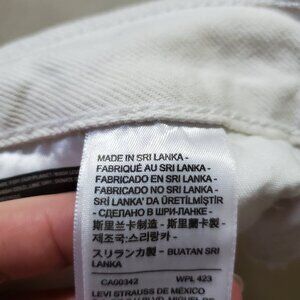 MADE IN SRI LANKA -
FABRIQUÉ AU SRI LANKA -
FABRICADO EN SRI LANKA -
FABRICADO NO SRI LANKA -
SRİ LANKA' DA ÜRETİLMİŞTİR
- СДЕЛАНО В ШРИ-ЛАНКЕ -
斯里兰卡制造 - 斯里蘭卡製
제조국:스리랑카 -
スリランカ製 - BUATAN SRI
LANKA
CA00342 WPL 423
LEVI STRAUSS DE MÉXICO